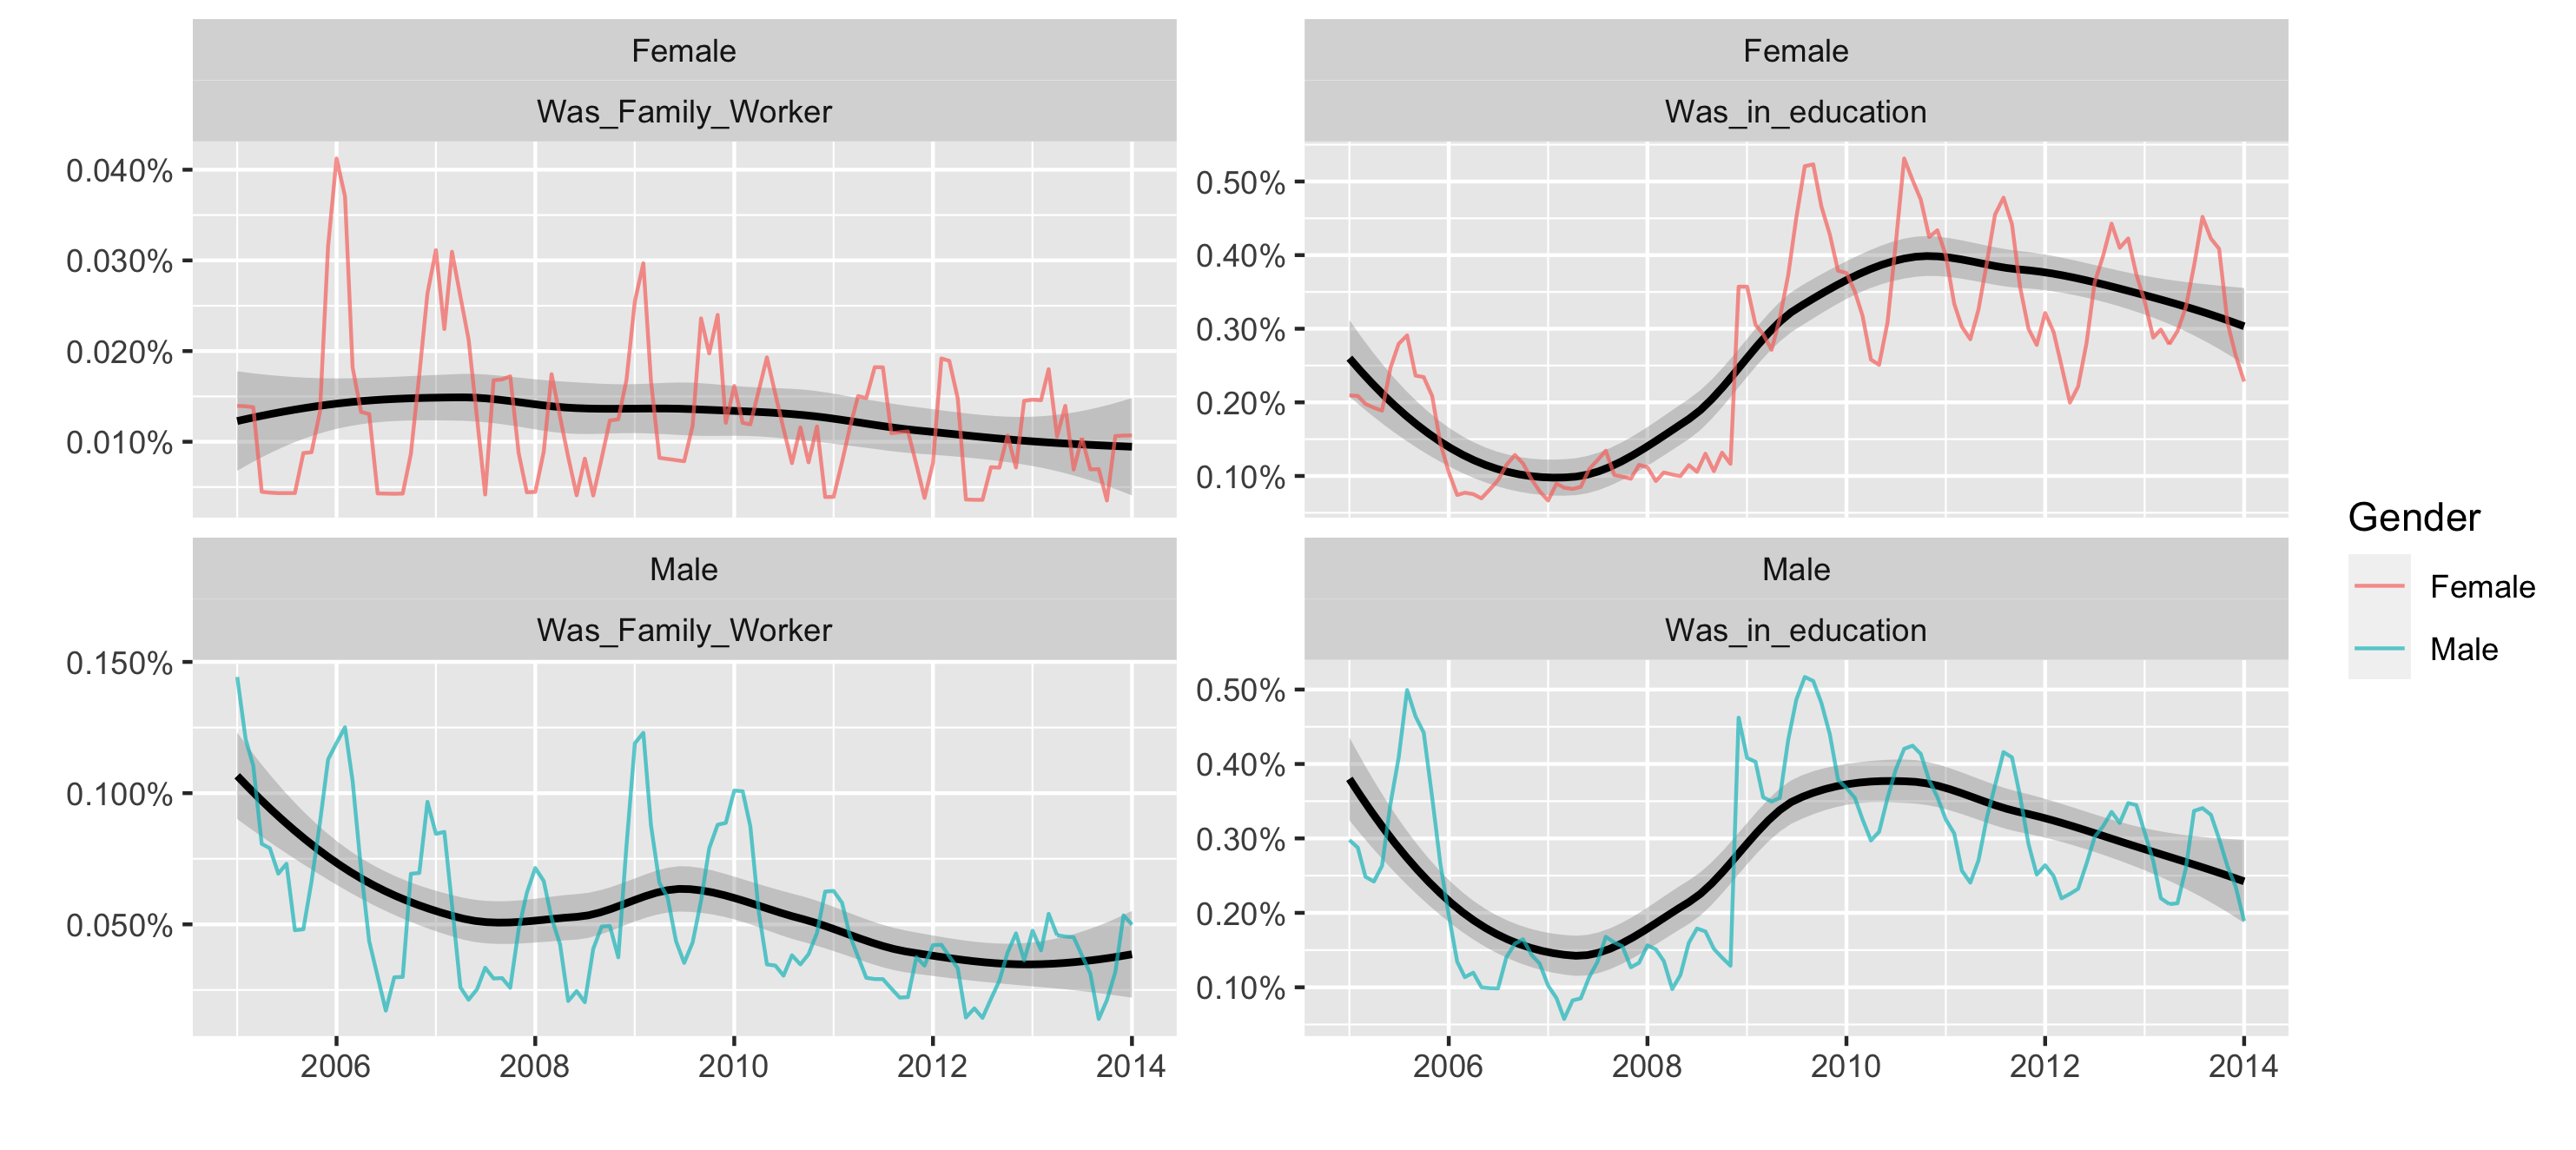 Female
Was_Family_Worker
0.040%
0.030%
0.020%
0.010%
Female
Was_in_education
0.50%
0.40%
0.30%
0.20%
0.10%
Male
Was_Family_Worker
0.150%
0.100%
0.050%
2006 2008 2010 2012 2014
Male
Was_in_education
0.50%
0.40%
0.30%
0.20%
0.10%
2006 2008 2010 2012 2014
Gender
Female
Male